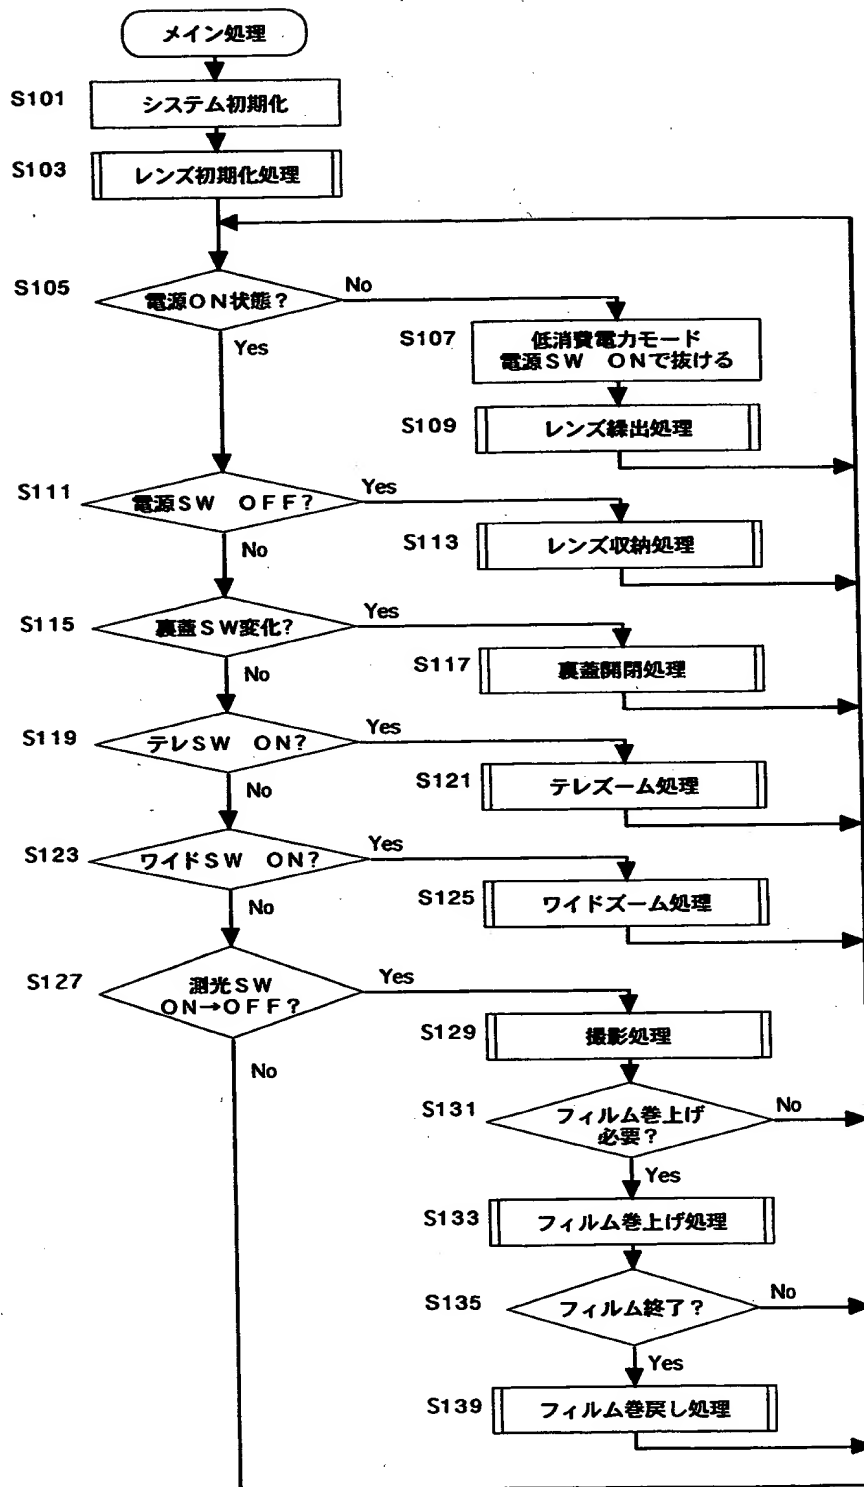 メイン処理
S101
システム初期化
S103
レンズ初期化処理
S105
電源ON状態?
No
Yes
S107
低消費電力モード
電源SW ONで抜ける
S109
レンズ繰出処理
S111
電源SW OFF?
Yes
No
S113
レンズ収納処理
S115
裏蓋SW変化?
Yes
No
S117
裏蓋開閉処理
S119
テレSW ON?
Yes
No
S121
テレズーム処理
S123
ワイドSW ON?
Yes
No
S125
ワイドズーム処理
S127
測光SW
ON→OFF?
Yes
No
S129
撮影処理
S131
フィルム巻上げ
必要?
No
Yes
S133
フィルム巻上げ処理
S135
フィルム終了?
No
Yes
S139
フィルム巻戻し処理